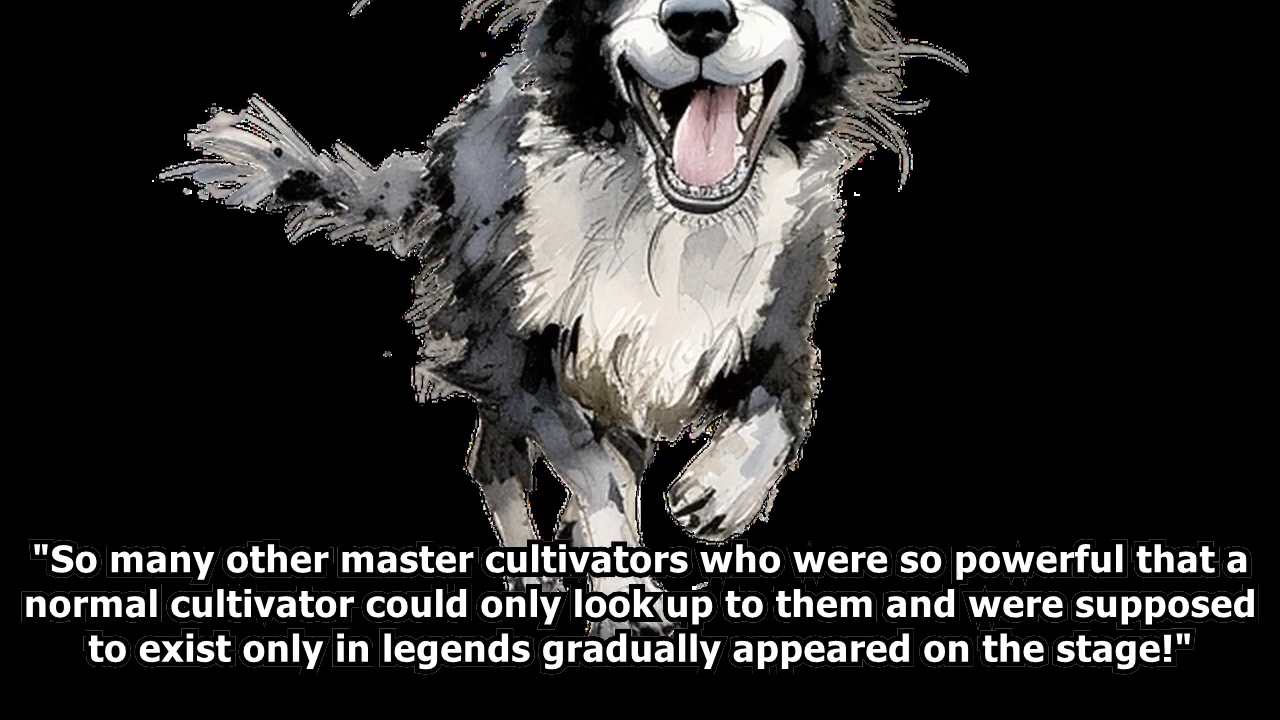 "So many other master cultivators who were so powerful that a
normal cultivator could only look up to them and were supposed
to exist only in legends gradually appeared on the stage!"